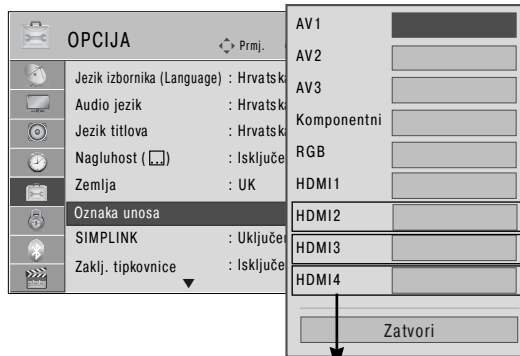 OPCIJA
Prmj.
Jezik izbornika (Language) : Hrvatsk
Audio jezik : Hrvatsk
Jezik titlova : Hrvatsk
Nagluhost ( ) : Isključe
Zemlja : UK
Oznaka unosa
SIMPLINK : Uključe
Zaklj. tipkovnice : Isključe
AV1
AV2
AV3
Komponentni
RGB
HDMI1
HDMI2
HDMI3
HDMI4
Zatvori